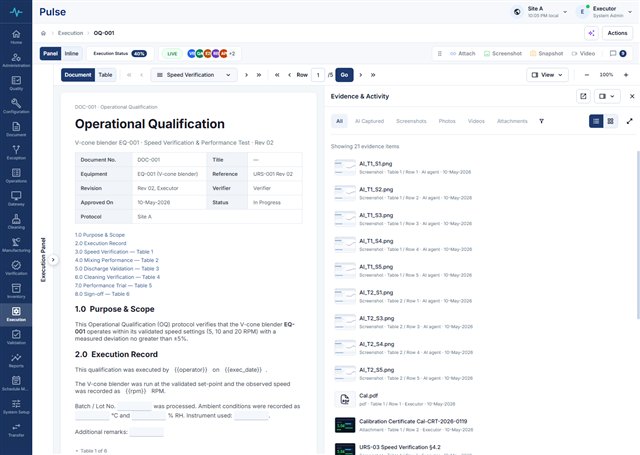 Pulse
Site A
10:05 PM local
E
Executor
System Admin
Home
Administration
Quality
Configuration
Document
Exception
Operations
Gateway
Cleaning
Manufacturing
Verification
Inventory
Execution
Validation
Reports
Schedule M...
System Setup
Transfer
Execution
OQ-001
Actions
Panel
Inline
Execution Status
40%
LIVE
+2
Attach
Screenshot
Snapshot
Video
9
Document
Table
Speed Verification
Row
1
/5
Go
View
100%
Execution Panel
DOC-001 · Operational Qualification
Operational Qualification
V-cone blender EQ-001 · Speed Verification & Performance Test · Rev 02
Document No. DOC-001 Title —
Equipment EQ-001 (V-cone) Reference URS-001 Rev 02
Revision Rev 02, Executor Verifier Verifier
Approved On 10-May-2026 Status In Progress
Protocol Site A
1.0 Purpose & Scope
2.0 Execution Record
3.0 Speed Verification — Table 1
4.0 Mixing Performance — Table 2
5.0 Discharge Validation — Table 3
6.0 Cleaning Verification — Table 4
7.0 Performance Trial — Table 5
8.0 Sign-off — Table 6
1.0 Purpose & Scope
This Operational Qualification (OQ) protocol verifies that the V-cone blender EQ-
001 operates within its validated speed settings (5, 10 and 20 RPM) with a
measured deviation no greater than ±5%.
2.0 Execution Record
This qualification was executed by {{operator}} on {{exec_date}} .
The V-cone blender was run at the validated set-point and the observed speed
was recorded as {{rpm}} RPM.
Batch / Lot No. was processed. Ambient conditions were recorded as
°C and % RH. Instrument used: .
Additional remarks:
Table 1 of 6
Evidence & Activity
All
AI Captured
Screenshots
Photos
Videos
Attachments
Showing 21 evidence items
AI_T1_S1.png
Screenshot · Table 1 / Row 1 · AI agent · 10-May-2026
AI_T1_S2.png
Screenshot · Table 1 / Row 2 · AI agent · 10-May-2026
AI_T1_S3.png
Screenshot · Table 1 / Row 3 · AI agent · 10-May-2026
AI_T1_S4.png
Screenshot · Table 1 / Row 4 · AI agent · 10-May-2026
AI_T1_S5.png
Screenshot · Table 1 / Row 5 · AI agent · 10-May-2026
AI_T2_S1.png
Screenshot · Table 2 / Row 1 · AI agent · 10-May-2026
AI_T2_S3.png
Screenshot · Table 2 / Row 3 · AI agent · 10-May-2026
AI_T2_S4.png
Screenshot · Table 2 / Row 4 · AI agent · 10-May-2026
AI_T2_S5.png
Screenshot · Table 2 / Row 5 · AI agent · 10-May-2026
Cal.pdf
pdf · Table 1 / Row 1 · Executor · 10-May-2026
Calibration Certificate Cal-CRT-2026-0119
Attachment · Table 1 / Row 2 · Executor · 10-May-2026
URS-03 Speed Verification §4.2